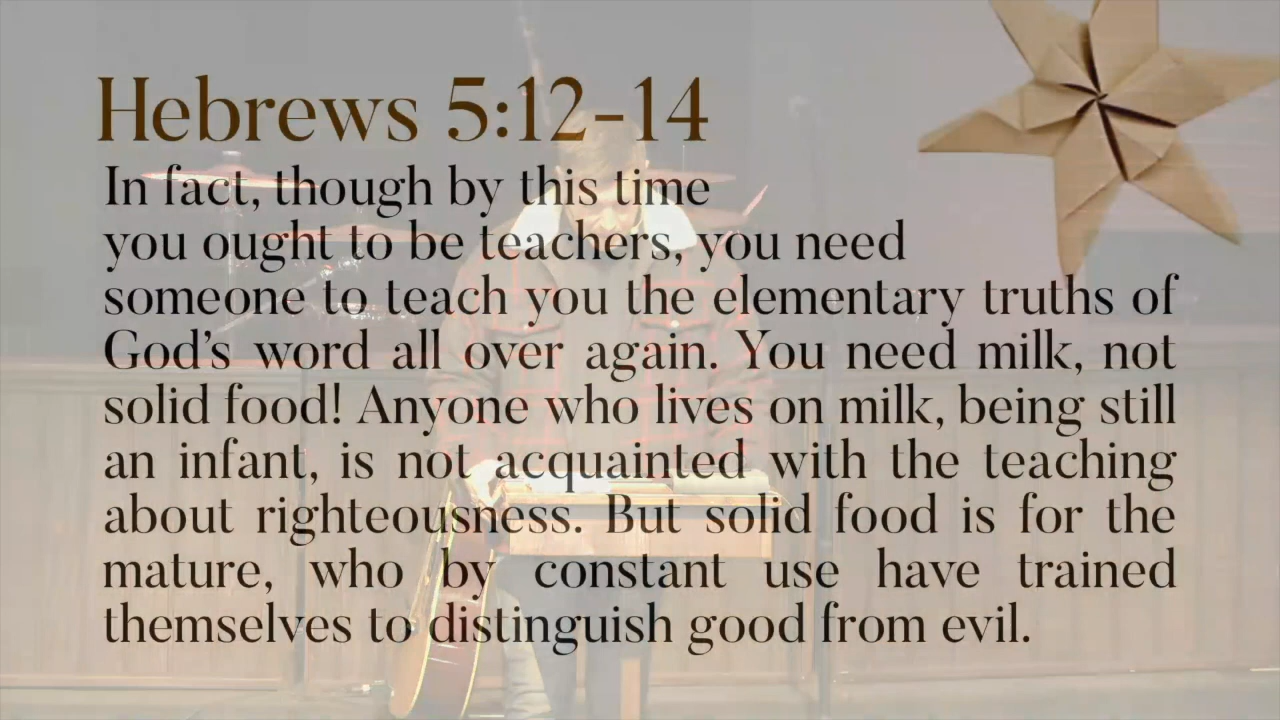 Hebrews 5:12-14
In fact, though by this time
you ought to be teachers, you need
someone to teach you the elementary truths of
God’s word all over again. You need milk, not
solid food! Anyone who lives on milk, being still
an infant, is not acquainted with the teaching
about righteousness. But solid food is for the
mature, who by constant use have trained
themselves to distinguish good from evil.